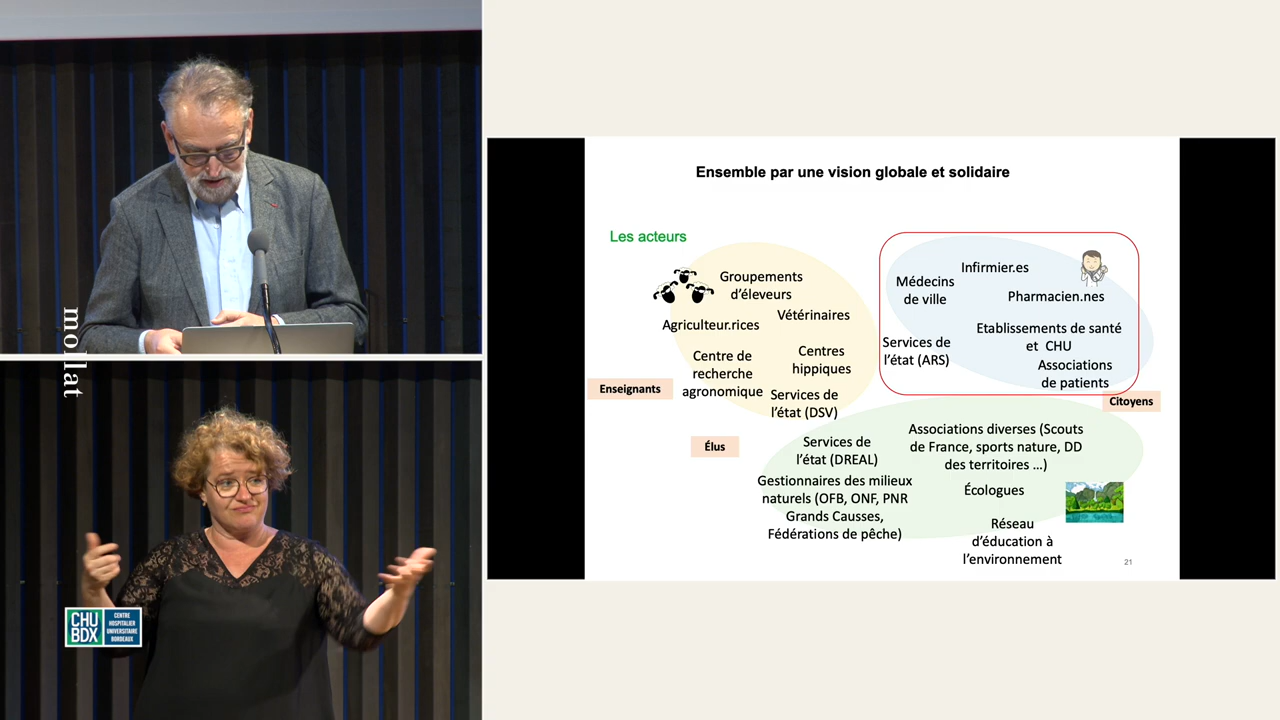 mollat
CHU
BDX
CENTRE
HOSPITALIER
UNIVERSITAIRE
BORDEAUX
Ensemble par une vision globale et solidaire
Les acteurs
Groupements
d’éleveurs
Vétérinaires
Agriculteur.rices
Centre de
recherche
agronomique
Centres
hippiques
Services de
l’état (DSV)
Enseignants
Élus
Infirmier.es
Médecins
de ville
Pharmacien.nes
Etablissements de santé
et CHU
Services de
l’état (ARS)
Associations
de patients
Citoyens
Associations diverses (Scouts
de France, sports nature, DD
des territoires ...)
Services de
l’état (DREAL)
Gestionnaires des milieux
naturels (OFB, ONF, PNR
Grands Causses,
Fédérations de pêche)
Écologues
Réseau
d’éducation à
l’environnement
21